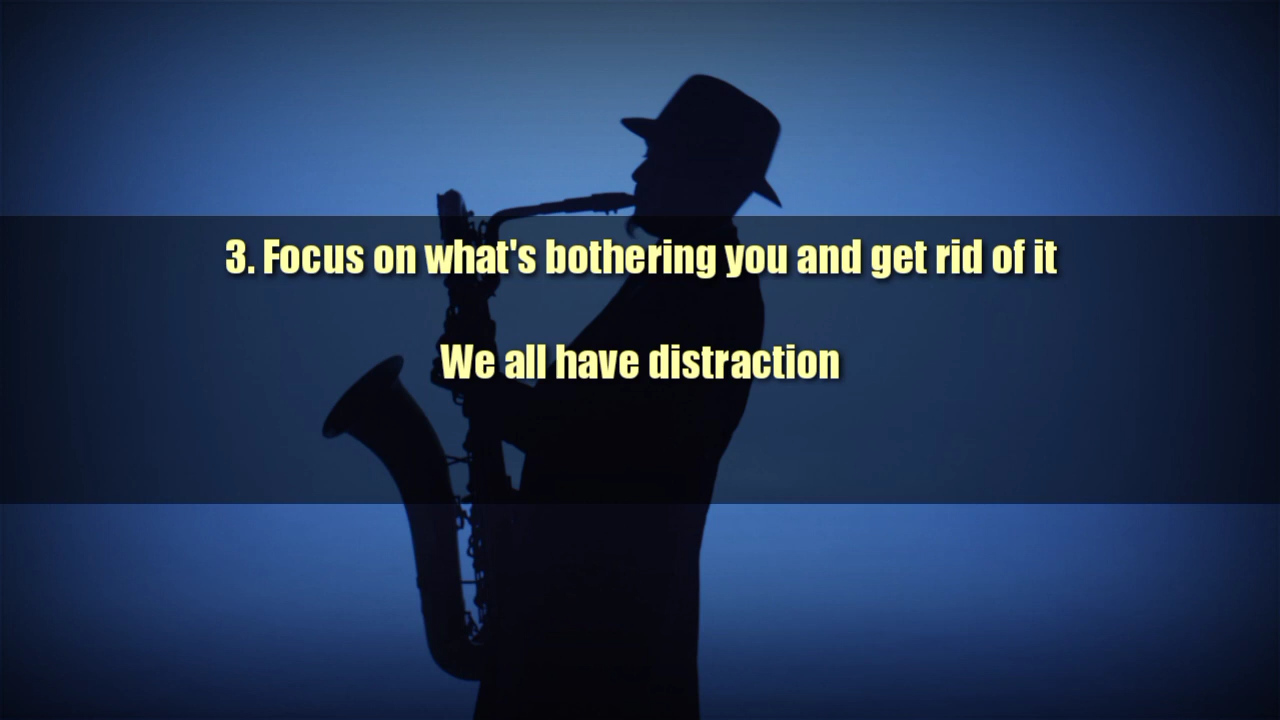 3. Focus on what's bothering you and get rid of it
We all have distraction